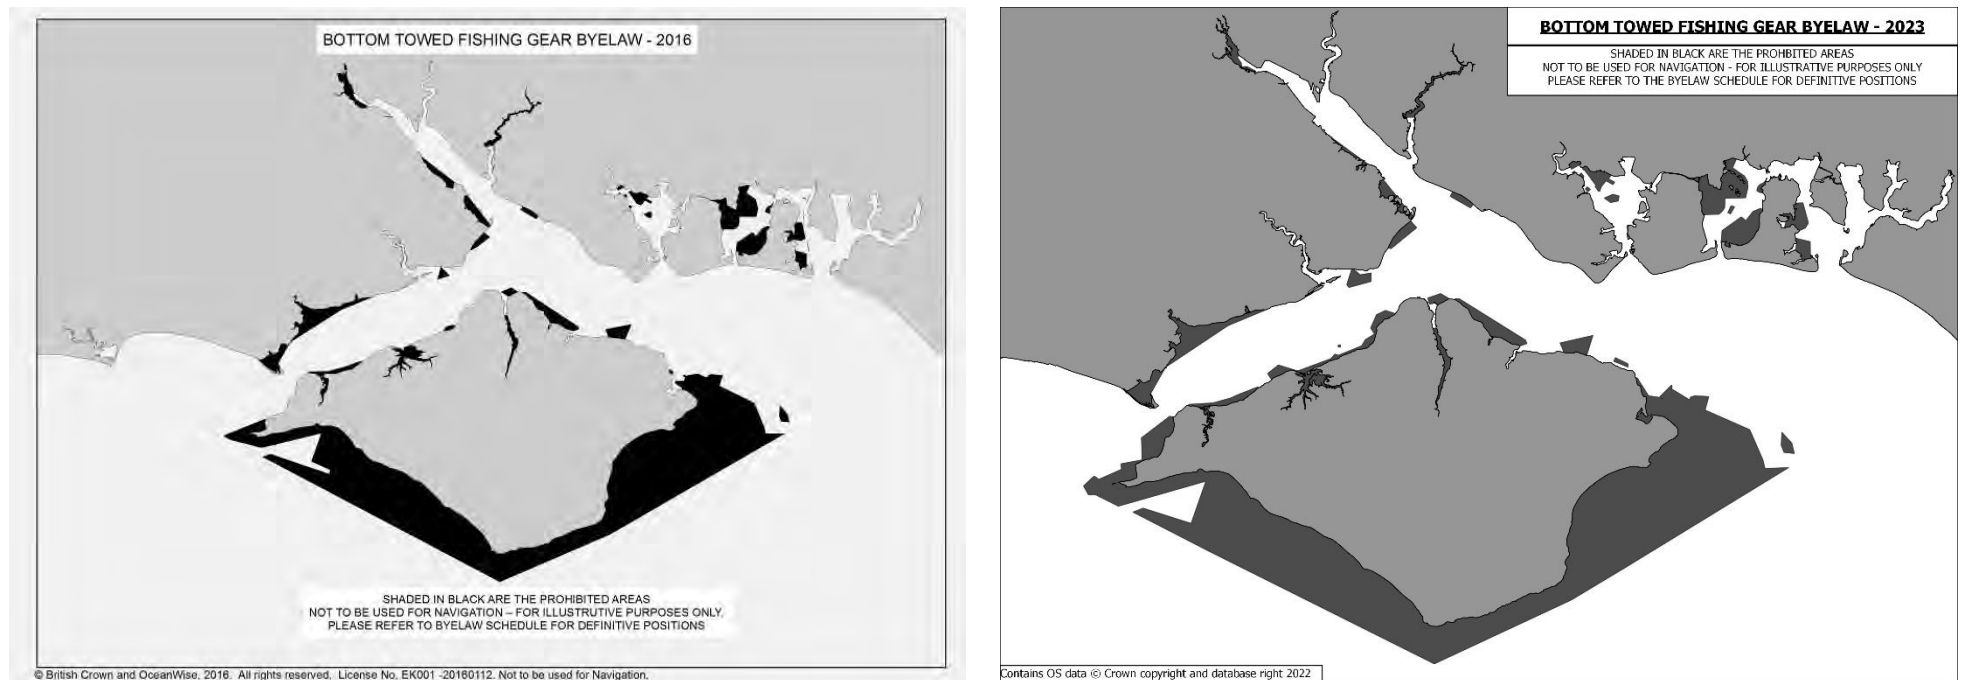 BOTTOM TOWED FISHING GEAR BYELAW - 2016
SHADED IN BLACK ARE THE PROHIBITED AREAS
NOT TO BE USED FOR NAVIGATION – FOR ILLUSTRUTIVE PURPOSES ONLY.
PLEASE REFER TO BYELAW SCHEDULE FOR DEFINITIVE POSITIONS
© British Crown and OceanWise, 2016. All rights reserved. License No. EK001 -20160112. Not to be used for Navigation.
BOTTOM TOWED FISHING GEAR BYELAW - 2023
SHADED IN BLACK ARE THE PROHIBITED AREAS
NOT TO BE USED FOR NAVIGATION - FOR ILLUSTRATIVE PURPOSES ONLY
PLEASE REFER TO THE BYELAW SCHEDULE FOR DEFINITIVE POSITIONS
Contains OS data © Crown copyright and database right 2022